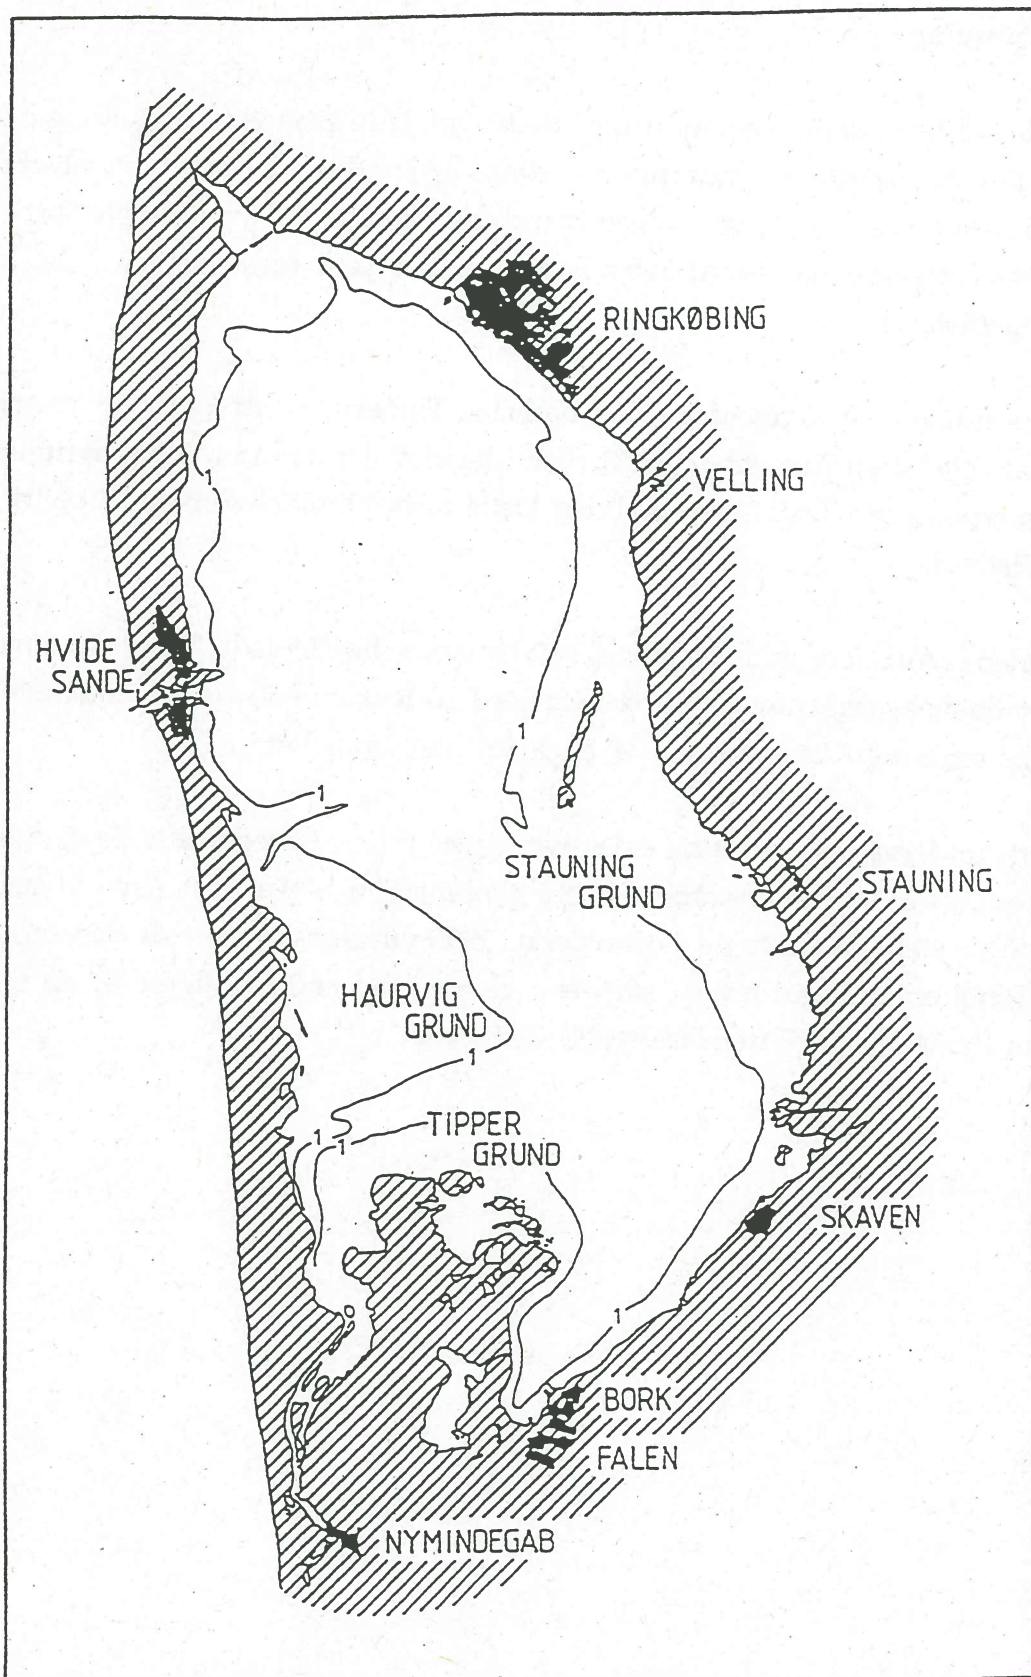 RINGKØBING
VELLING
1
HVIDE
SANDE
1
1
STAUNING
GRUND
STAUNING
HAURVIG
GRUND
1
1
1
TIPPER
GRUND
SKAVEN
1
BORK
FALEN
NYMINDEGAB